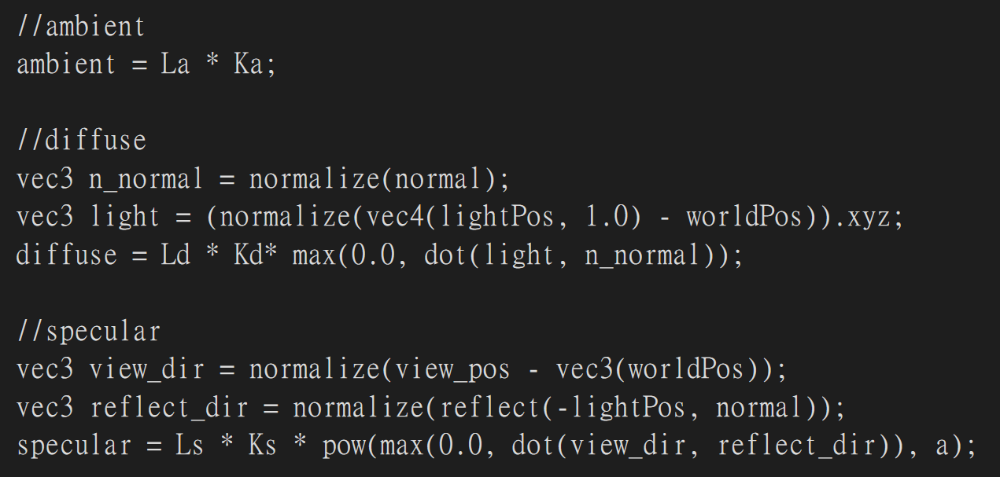 //ambient
ambient = La * Ka;
//diffuse
vec3 n_normal = normalize(normal);
vec3 light = (normalize(vec4(lightPos, 1.0) - worldPos)).xyz;
diffuse = Ld * Kd* max(0.0, dot(light, n_normal));
//specular
vec3 view_dir = normalize(view_pos - vec3(worldPos));
vec3 reflect_dir = normalize(reflect(-lightPos, normal));
specular = Ls * Ks * pow(max(0.0, dot(view_dir, reflect_dir)), a);